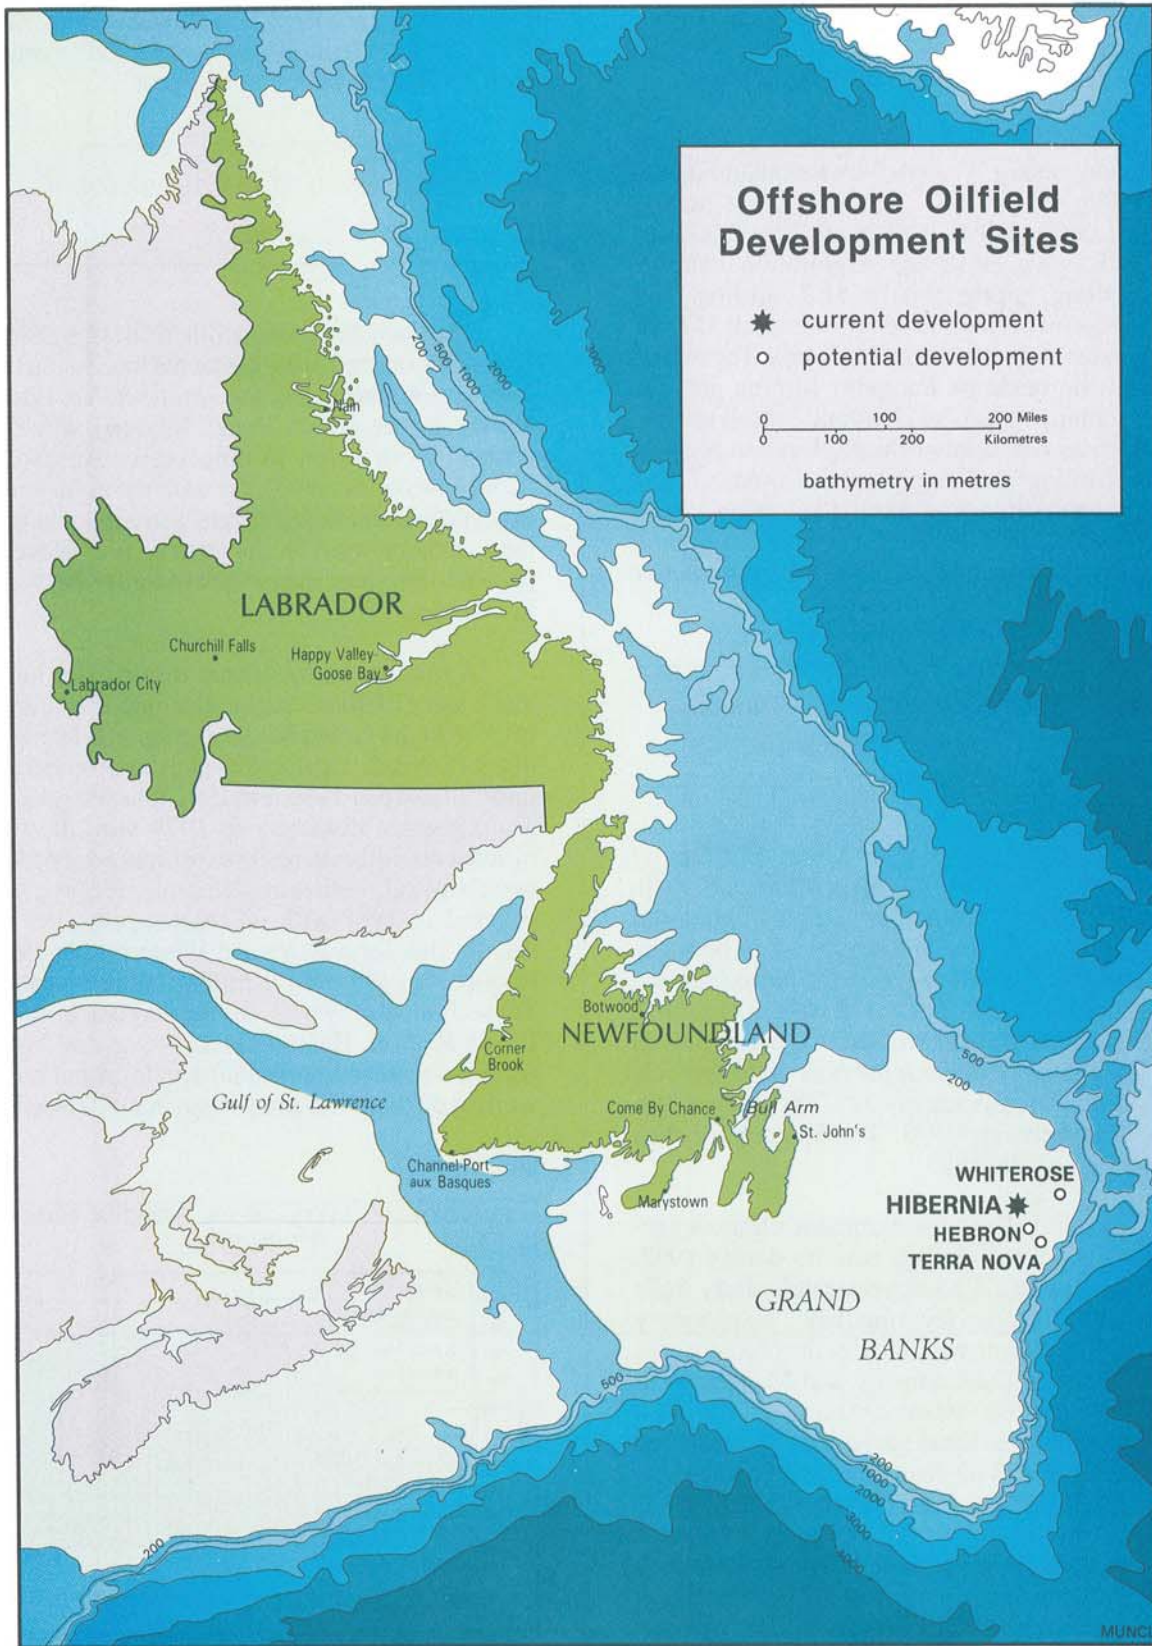 Offshore Oilfield
Development Sites
current development
potential development
0 100 200 Miles
0 100 200 Kilometres
bathymetry in metres
200
500
1000
2000
3000
Nain
LABRADOR
Churchill Falls
Happy Valley-
Goose Bay
Labrador City
Botwood
NEWFOUNDLAND
Corner
Brook
500
200
Gulf of St. Lawrence
Come By Chance
Bull Arm
St. John's
Channel-Port
aux Basques
Marystown
WHITEROSE
HIBERNIA
HEBRON
TERRA NOVA
GRAND
BANKS
500
200
1000
2000
3000
4000
200